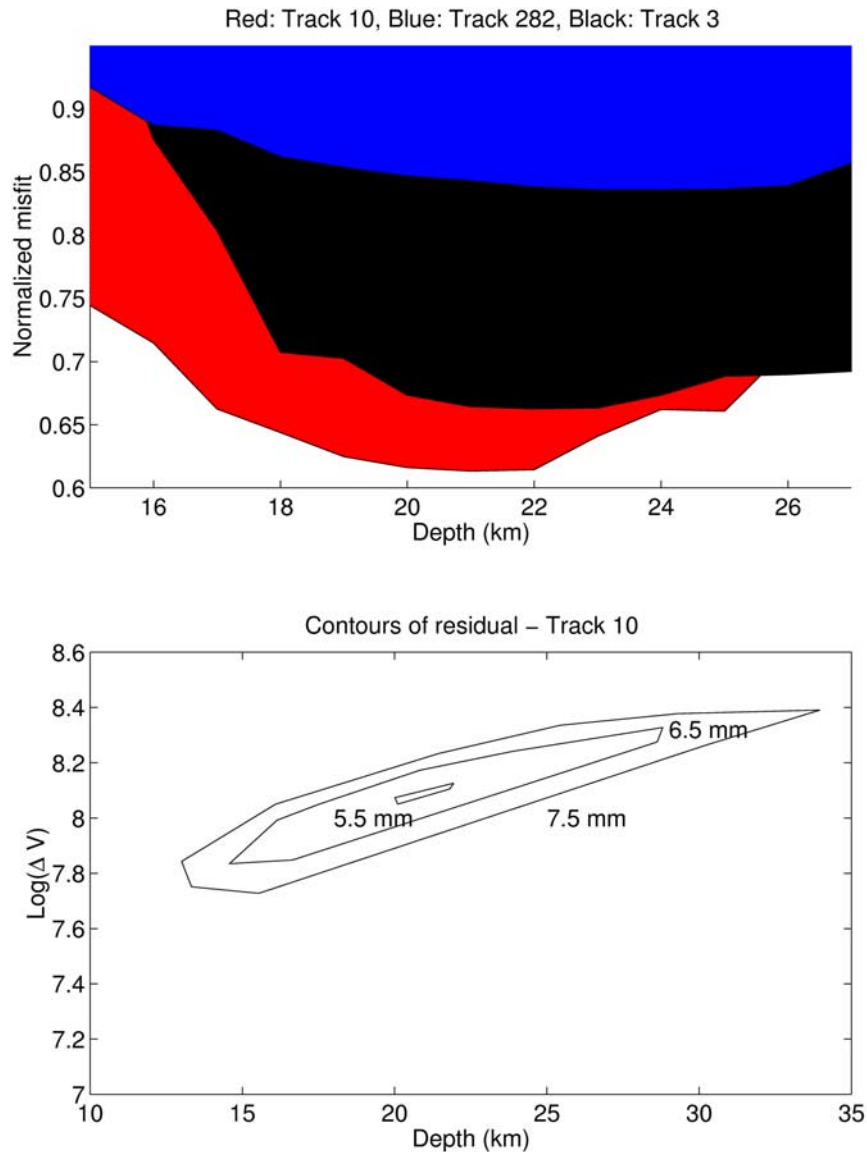 Red: Track 10, Blue: Track 282, Black: Track 3
Normalized misfit
0.9
0.85
0.8
0.75
0.7
0.65
0.6
16 18 20 22 24 26
Depth (km)
Contours of residual − Track 10
Log(Δ V)
8.6
8.4
8.2
8
7.8
7.6
7.4
7.2
7
6.5 mm
5.5 mm
7.5 mm
10 15 20 25 30 35
Depth (km)